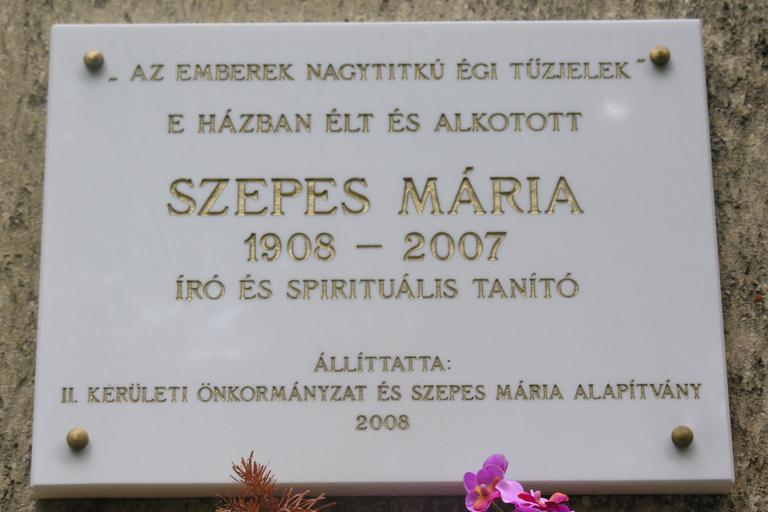 „ AZ EMBEREK NAGYTITKÚ ÉGI TŰZJELEK”
E HÁZBAN ÉLT ÉS ALKOTOTT
SZEPES MÁRIA
1908 – 2007
ÍRÓ ÉS SPIRITUÁLIS TANÍTÓ
ÁLLÍTTATTA:
II. KERÜLETI ÖNKORMÁNYZAT ÉS SZEPES MÁRIA ALAPÍTVÁNY
2008